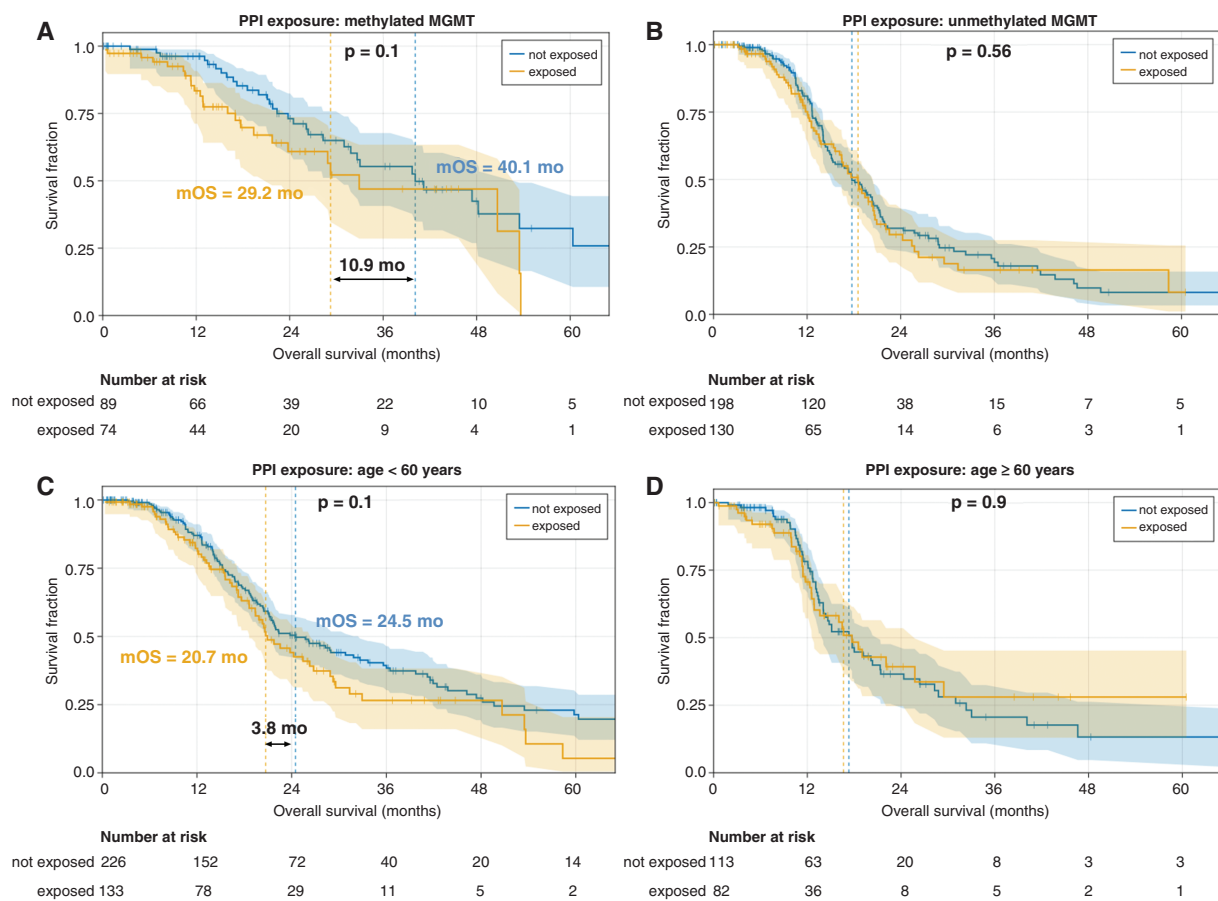 A
PPI exposure: methylated MGMT
p = 0.1
not exposed
exposed
1.0
0.75
0.5
0.25
0.0
Survival fraction
mOS = 40.1 mo
mOS = 29.2 mo
10.9 mo
0 12 24 36 48 60
Overall survival (months)
Number at risk
not exposed 89 66 39 22 10 5
exposed 74 44 20 9 4 1
B
PPI exposure: unmethylated MGMT
p = 0.56
not exposed
exposed
1.0
0.75
0.5
0.25
0.0
Survival fraction
0 12 24 36 48 60
Overall survival (months)
Number at risk
not exposed 198 120 38 15 7 5
exposed 130 65 14 6 3 1
C
PPI exposure: age < 60 years
p = 0.1
not exposed
exposed
1.0
0.75
0.5
0.25
0.0
Survival fraction
mOS = 24.5 mo
mOS = 20.7 mo
3.8 mo
0 12 24 36 48 60
Overall survival (months)
Number at risk
not exposed 226 152 72 40 20 14
exposed 133 78 29 11 5 2
D
PPI exposure: age ≥ 60 years
p = 0.9
not exposed
exposed
1.0
0.75
0.5
0.25
0.0
Survival fraction
0 12 24 36 48 60
Overall survival (months)
Number at risk
not exposed 113 63 20 8 3 3
exposed 82 36 8 5 2 1